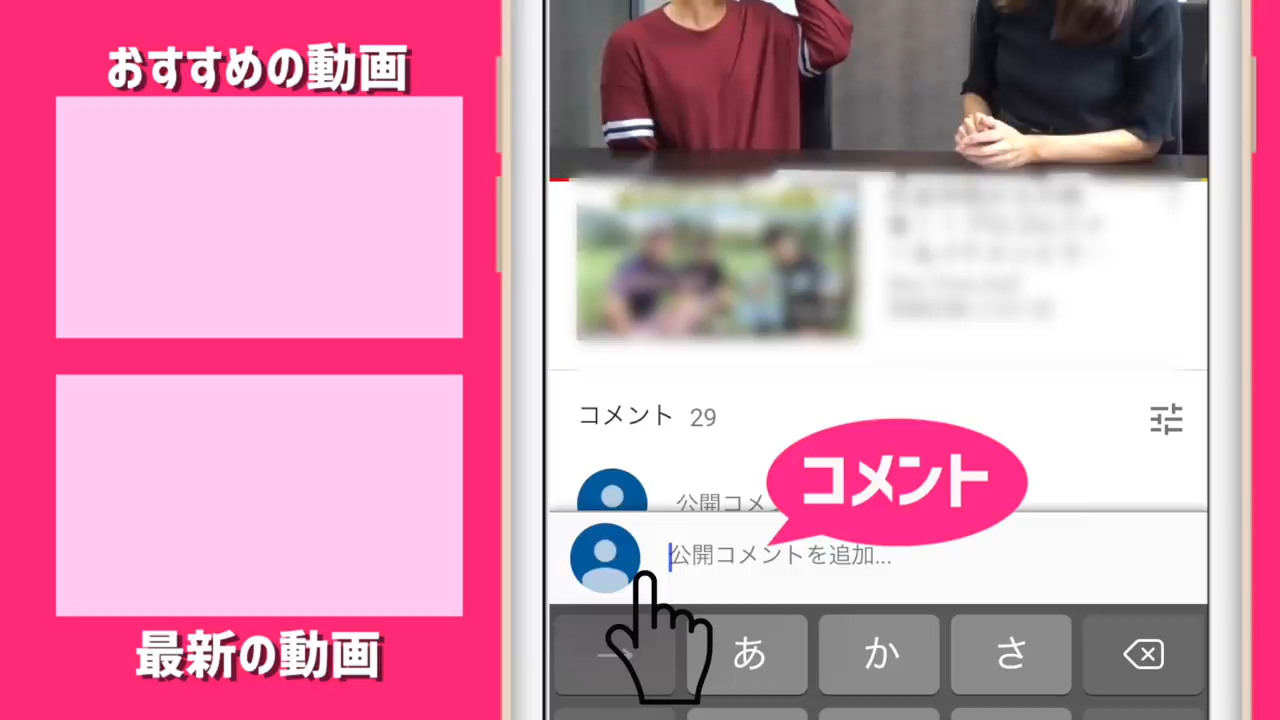 おすすめの動画
最新の動画
コメント 29
公開コメ
コメント
公開コメントを追加...
→ あ か さ